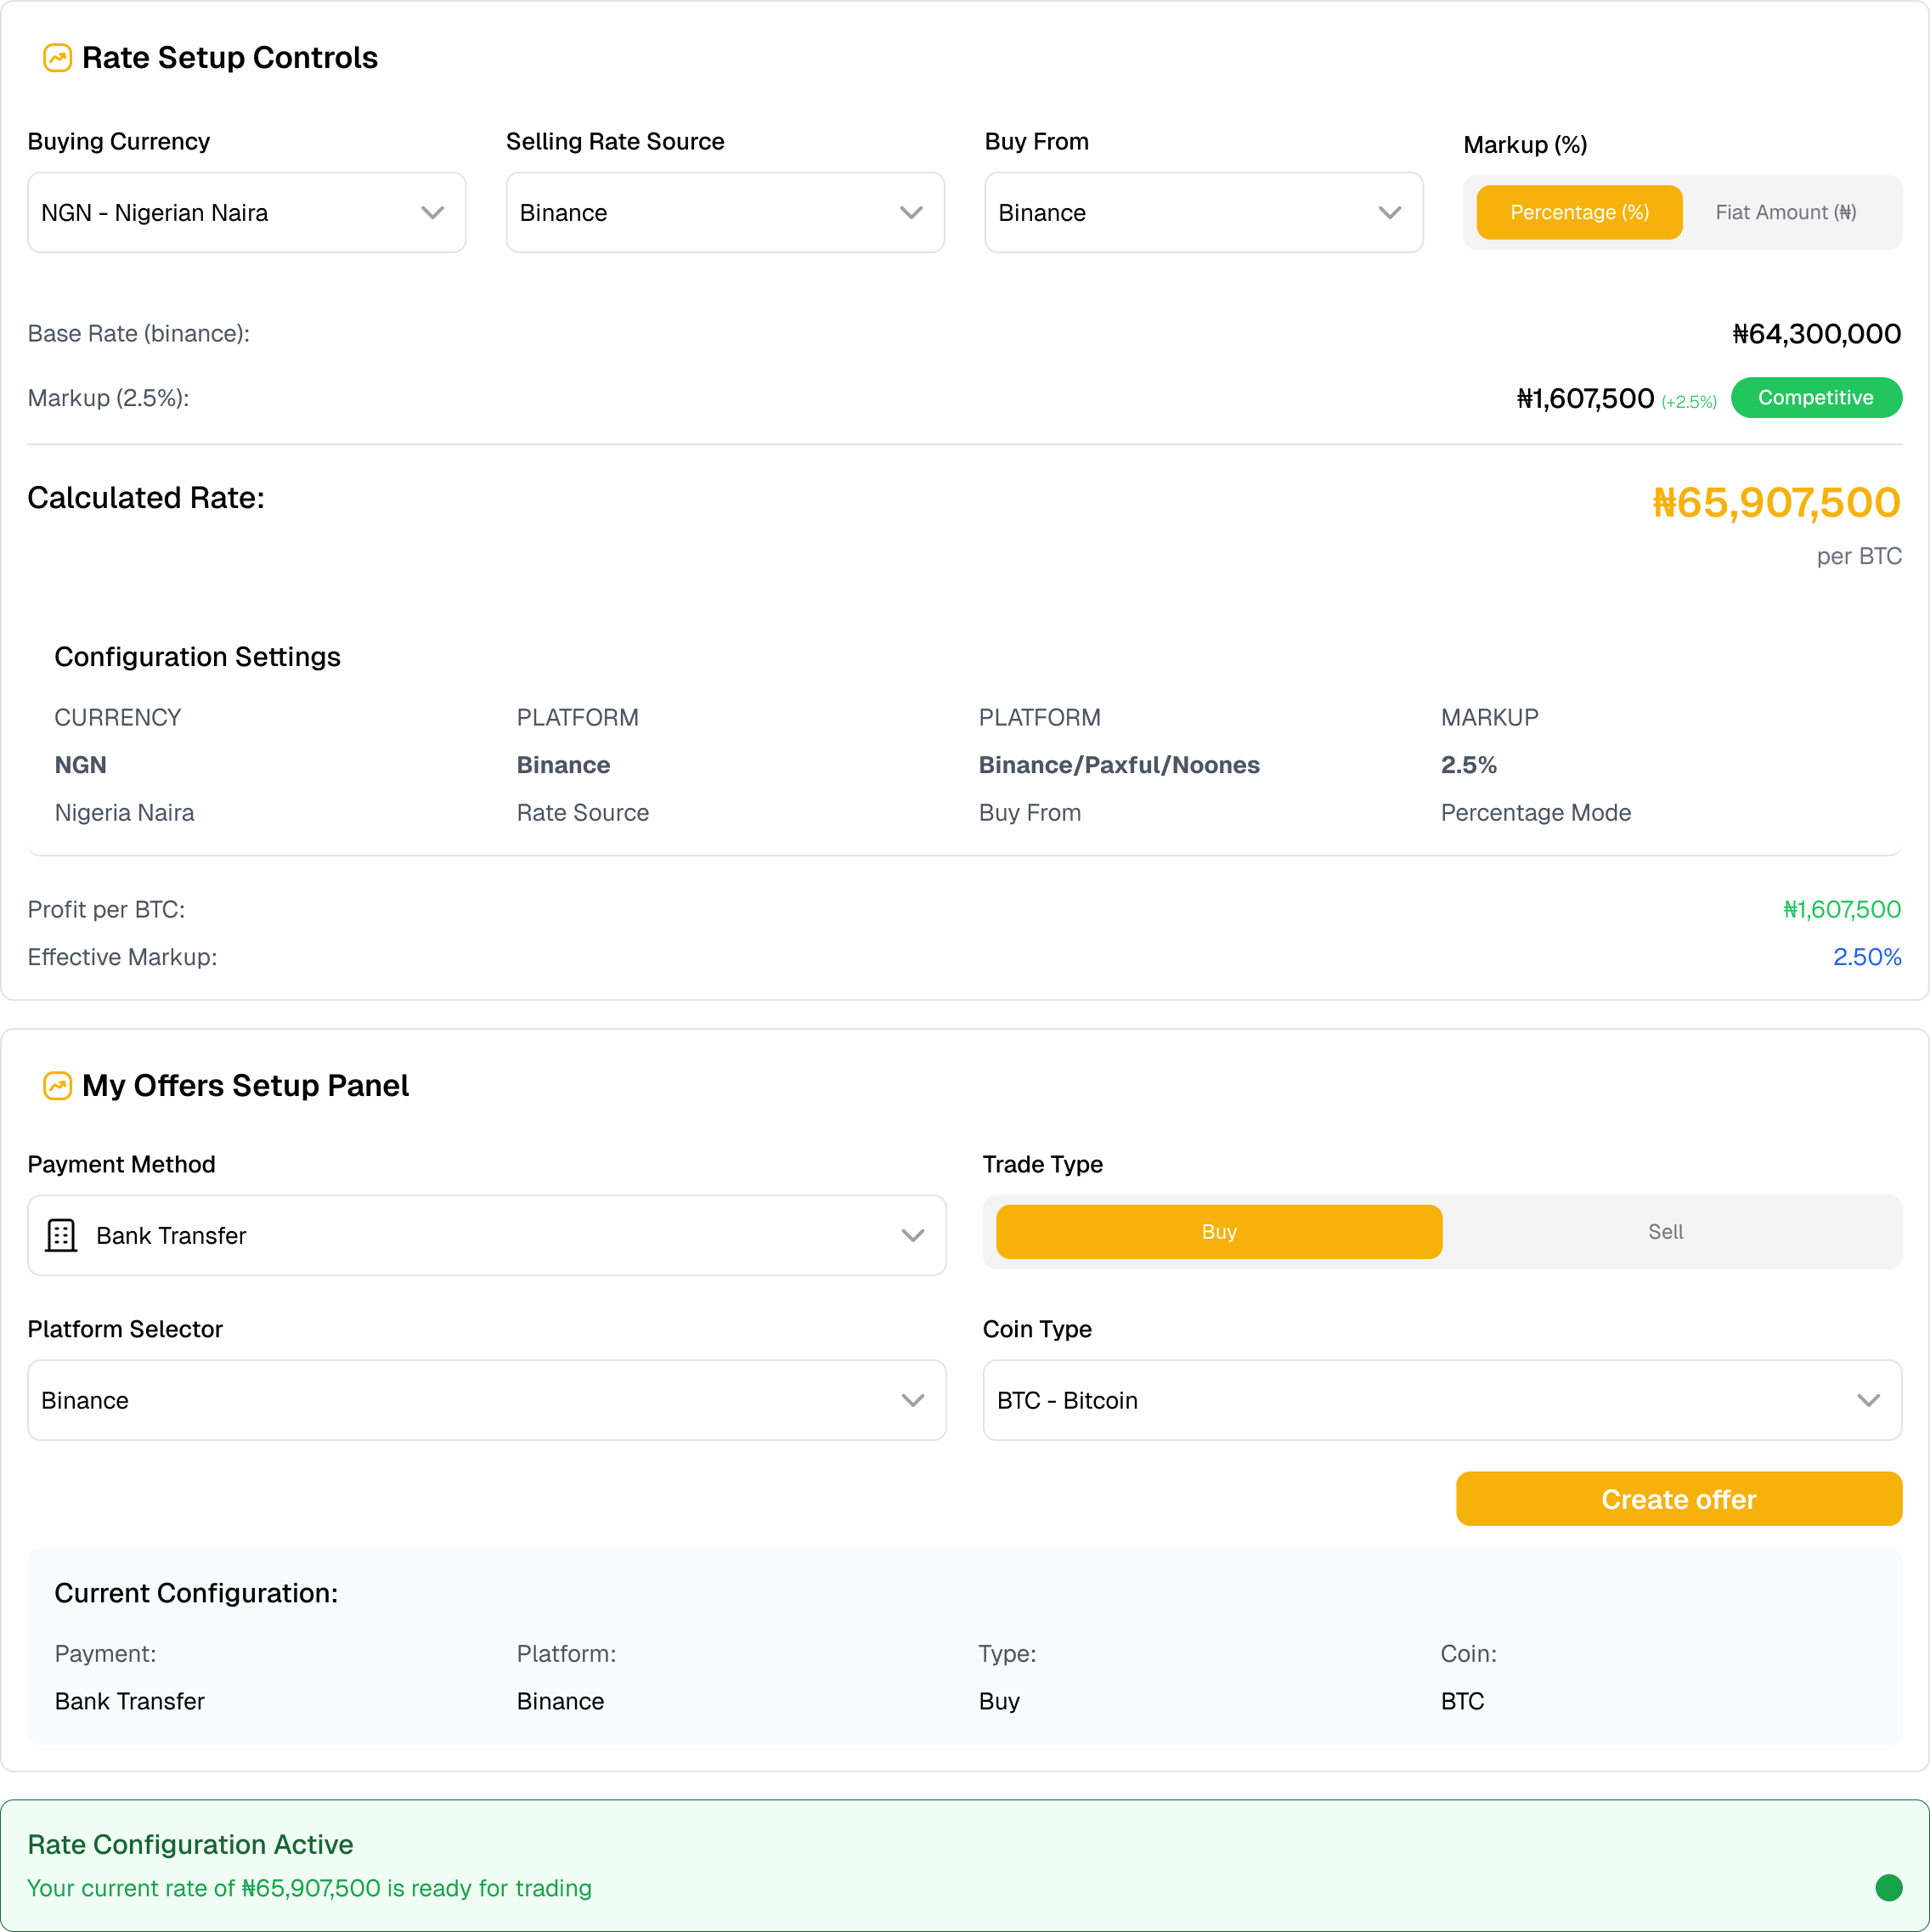 Rate Setup Controls
Buying Currency
NGN - Nigerian Naira
Selling Rate Source
Binance
Buy From
Binance
Markup (%)
Percentage (%) Fiat Amount (₦)
Base Rate (binance): ₦64,300,000
Markup (2.5%): ₦1,607,500 (+2.5%) Competitive
Calculated Rate: ₦65,907,500
per BTC
Configuration Settings
CURRENCY PLATFORM PLATFORM MARKUP
NGN Binance Binance/Paxful/Noones 2.5%
Nigeria Naira Rate Source Buy From Percentage Mode
Profit per BTC: ₦1,607,500
Effective Markup: 2.50%
My Offers Setup Panel
Payment Method
Bank Transfer
Trade Type
Buy Sell
Platform Selector
Binance
Coin Type
BTC - Bitcoin
Create offer
Current Configuration:
Payment: Platform: Type: Coin:
Bank Transfer Binance Buy BTC
Rate Configuration Active
Your current rate of ₦65,907,500 is ready for trading